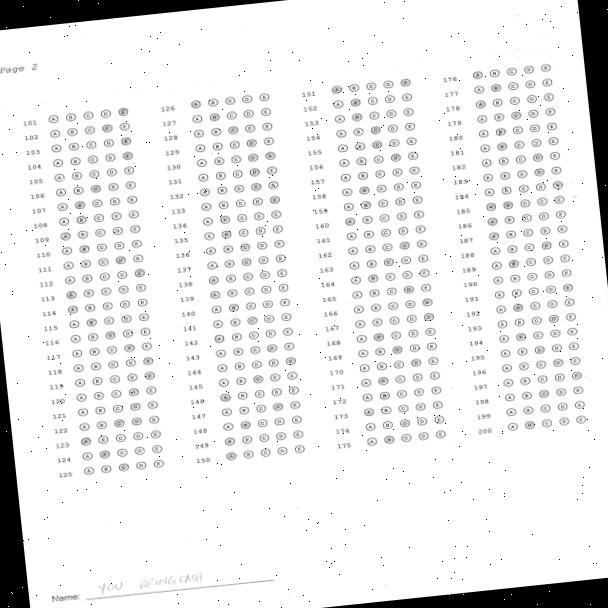 Page 2
101 A B C D E
102 A B C D E
103 A B C D E
104 A B C D E
105 A B C D E
106 A B C D E
107 A B C D E
108 A B C D E
109 A B C D E
110 A B C D E
111 A B C D E
112 A B C D E
113 A B C D E
114 A B C D E
115 A B C D E
116 A B C D E
117 A B C D E
118 A B C D E
119 A B C D E
120 A B C D E
121 A B C D E
122 A B C D E
123 A B C D E
124 A B C D E
125 A B C D E
126 A B C D E
127 A B C D E
128 A B C D E
129 A B C D E
130 A B C D E
131 A B C D E
132 A B C D E
133 A B C D E
134 A B C D E
135 A B C D E
136 A B C D E
137 A B C D E
138 A B C D E
139 A B C D E
140 A B C D E
141 A B C D E
142 A B C D E
143 A B C D E
144 A B C D E
145 A B C D E
146 A B C D E
147 A B C D E
148 A B C D E
149 A B C D E
150 A B C D E
151 A B C D E
152 A B C D E
153 A B C D E
154 A B C D E
155 A B C D E
156 A B C D E
157 A B C D E
158 A B C D E
159 A B C D E
160 A B C D E
161 A B C D E
162 A B C D E
163 A B C D E
164 A B C D E
165 A B C D E
166 A B C D E
167 A B C D E
168 A B C D E
169 A B C D E
170 A B C D E
171 A B C D E
172 A B C D E
173 A B C D E
174 A B C D E
175 A B C D E
176 A B C D E
177 A B C D E
178 A B C D E
179 A B C D E
180 A B C D E
181 A B C D E
182 A B C D E
183 A B C D E
184 A B C D E
185 A B C D E
186 A B C D E
187 A B C D E
188 A B C D E
189 A B C D E
190 A B C D E
191 A B C D E
192 A B C D E
193 A B C D E
194 A B C D E
195 A B C D E
196 A B C D E
197 A B C D E
198 A B C D E
199 A B C D E
200 A B C D E
Name: YOU BRING CASH